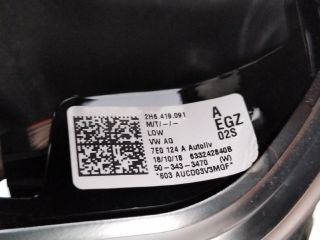 2H6.419.091
A
M/T/-/-
EGZ
LOW
02S
VW AG
7E0 124 A Autoliv
18/10/18 633242840B
50-343-3470 (W)
*603 AUCD03V3MGF*